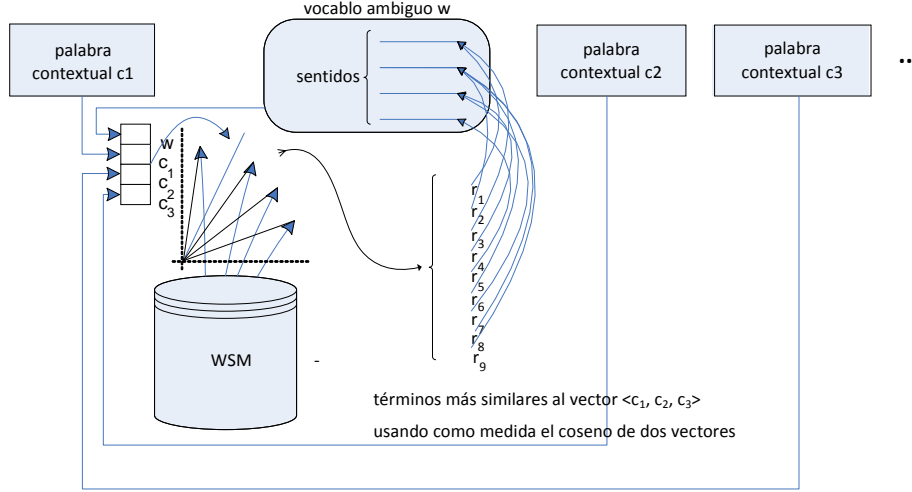 vocablo ambiguo w
palabra
contextual c1
sentidos
palabra
contextual c2
palabra
contextual c3
..
w
c1
c2
c3
r1
r2
r3
r4
r5
r6
r7
r8
r9
WSM
-
términos más similares al vector <c1, c2, c3>
usando como medida el coseno de dos vectores